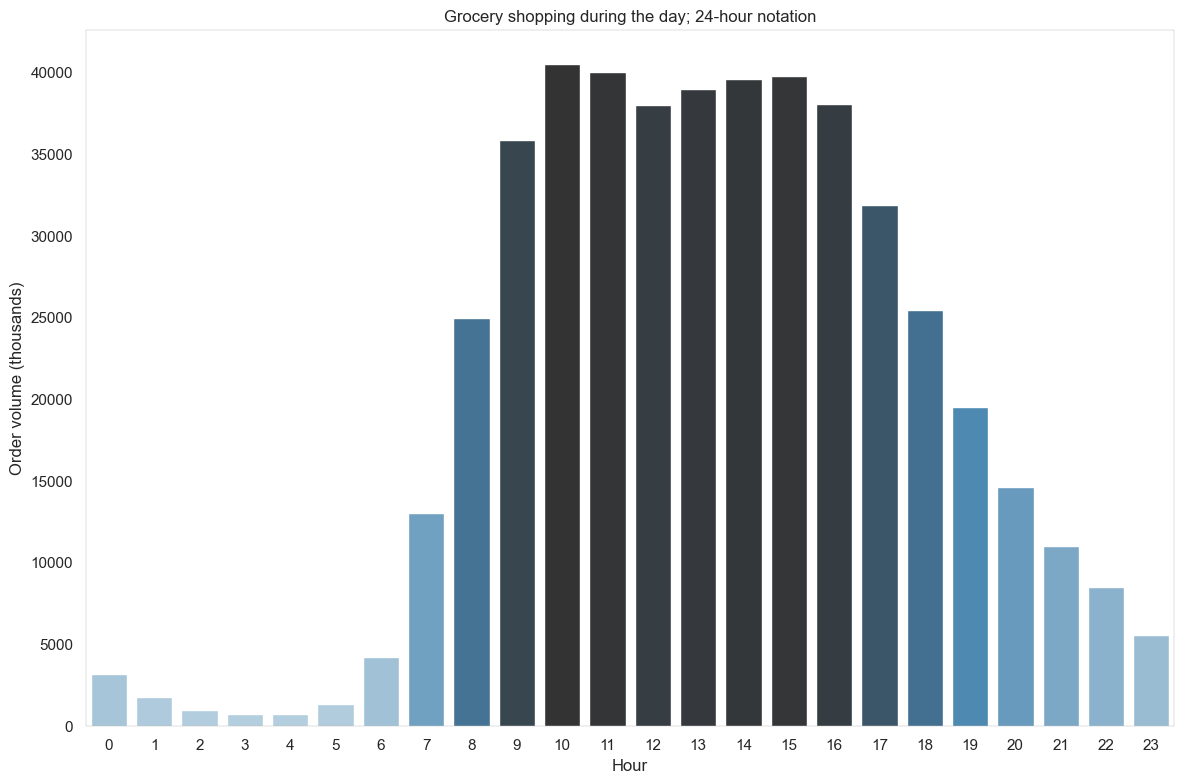 Grocery shopping during the day; 24-hour notation
40000
35000
30000
25000
20000
15000
10000
5000
0
Order volume (thousands)
0 1 2 3 4 5 6 7 8 9 10 11 12 13 14 15 16 17 18 19 20 21 22 23
Hour